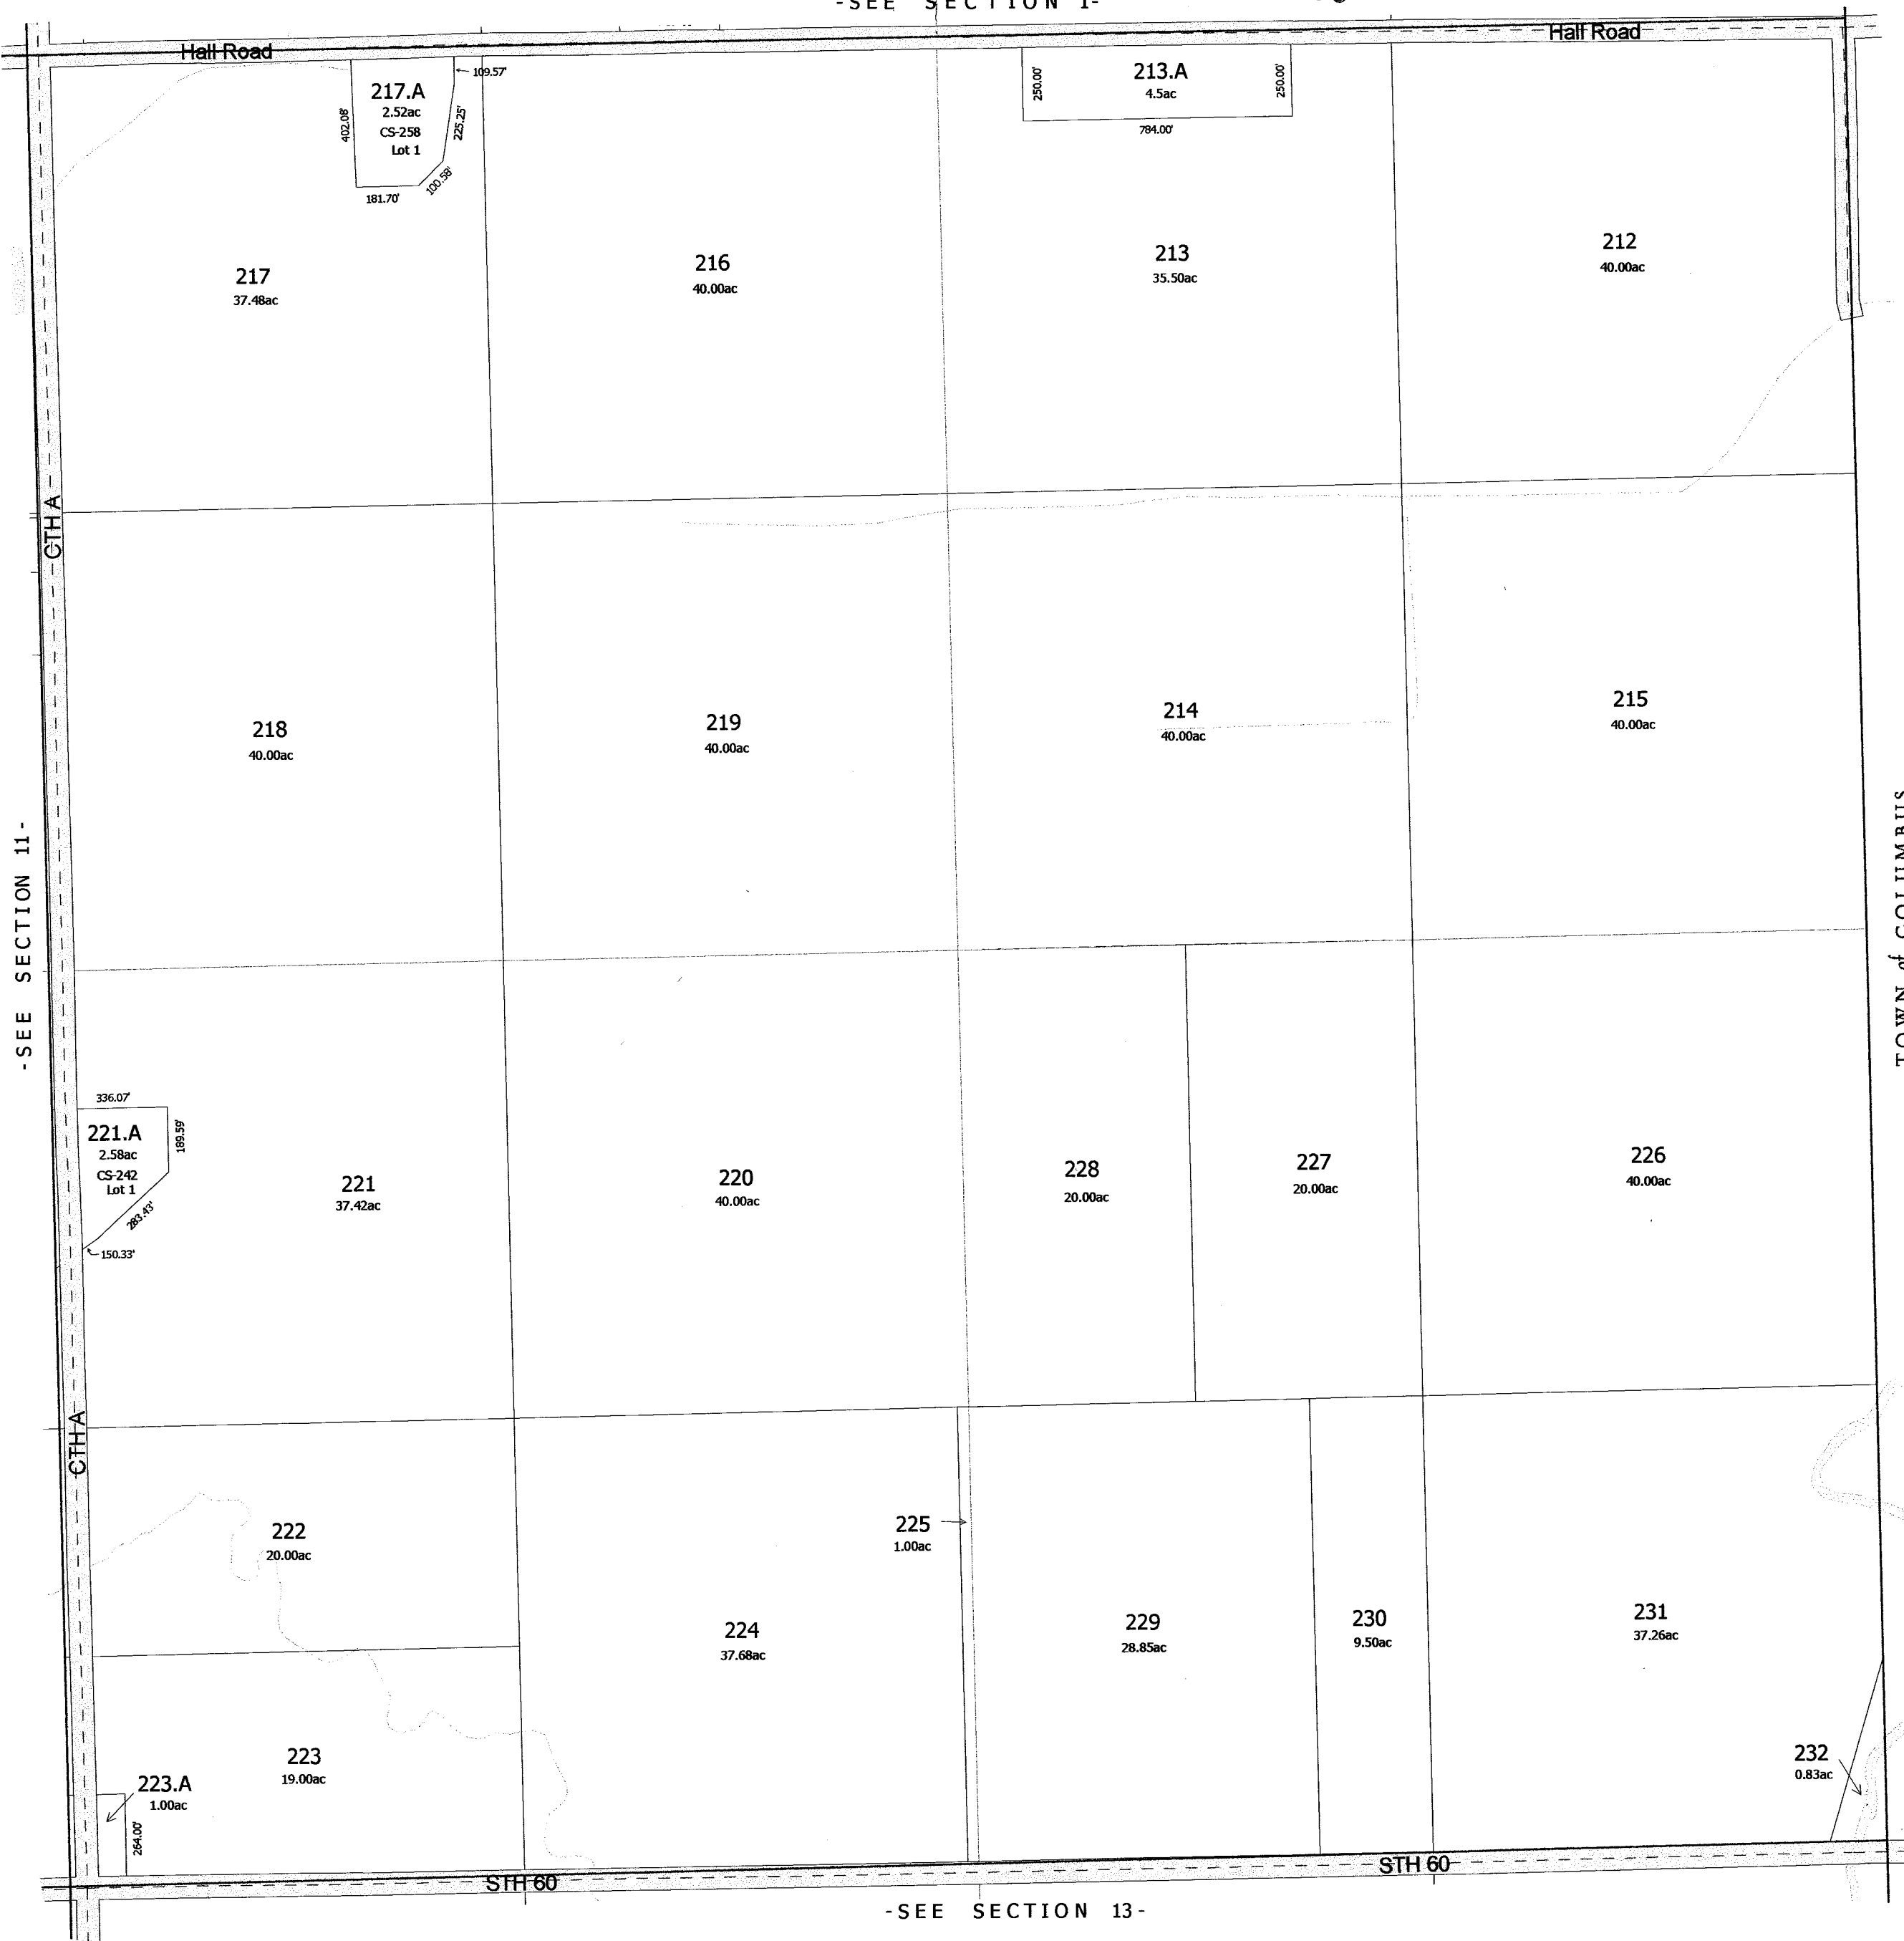 -SEE SECTION 1-
Hall Road
Hall Road
109.57'
217.A
2.52ac
CS-258
Lot 1
402.08'
225.25'
100.58'
181.70'
213.A
4.5ac
250.00'
250.00'
784.00'
217
37.48ac
216
40.00ac
213
35.50ac
212
40.00ac
CTH A
218
40.00ac
219
40.00ac
214
40.00ac
215
40.00ac
-SEE SECTION 11-
TOWN of COLUMBUS
336.07'
189.59'
221.A
2.58ac
CS-242
Lot 1
283.43'
150.33'
221
37.42ac
220
40.00ac
228
20.00ac
227
20.00ac
226
40.00ac
CTH A
222
20.00ac
225
1.00ac
224
37.68ac
229
28.85ac
230
9.50ac
231
37.26ac
223
19.00ac
223.A
1.00ac
264.00'
232
0.83ac
STH 60
STH 60
-SEE SECTION 13-